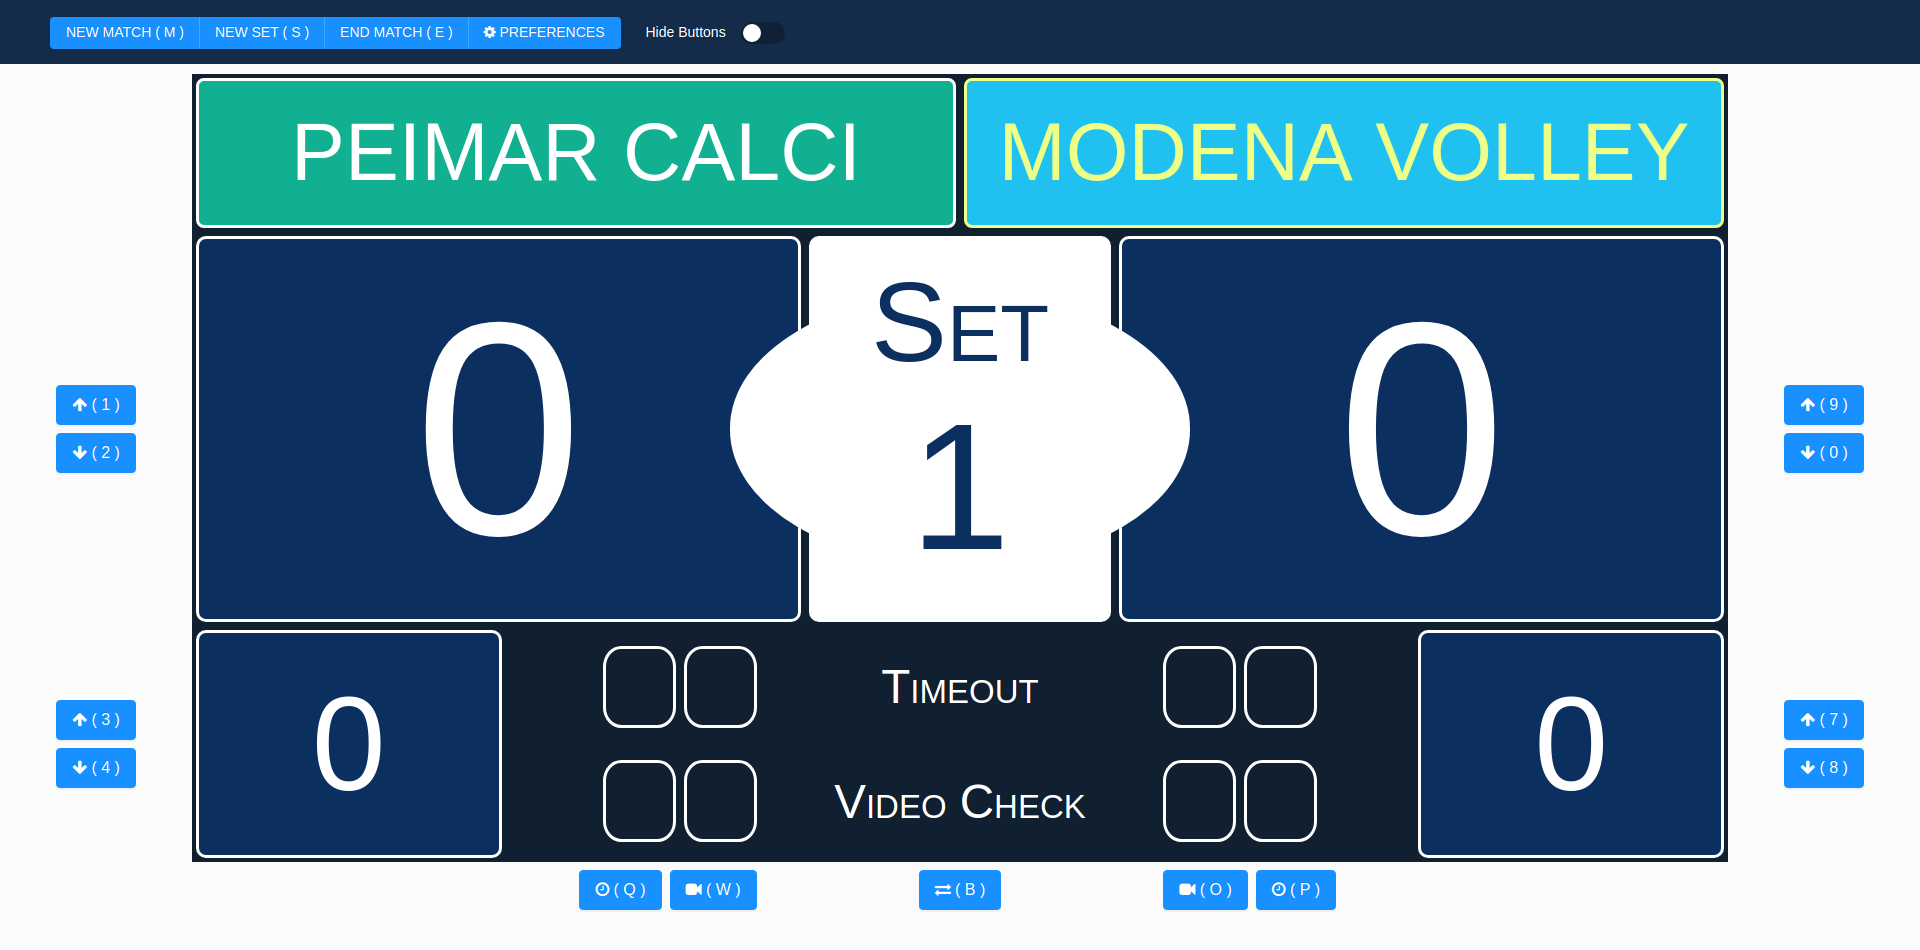 NEW MATCH ( M ) NEW SET ( S ) END MATCH ( E ) PREFERENCES Hide Buttons
PEIMAR CALCI MODENA VOLLEY
Set
0 1 0
( 1 ) ( 9 )
( 2 ) ( 0 )
Timeout
0 0
Video Check
( 3 ) ( 7 )
( 4 ) ( 8 )
( Q ) ( W ) ( B ) ( O ) ( P )